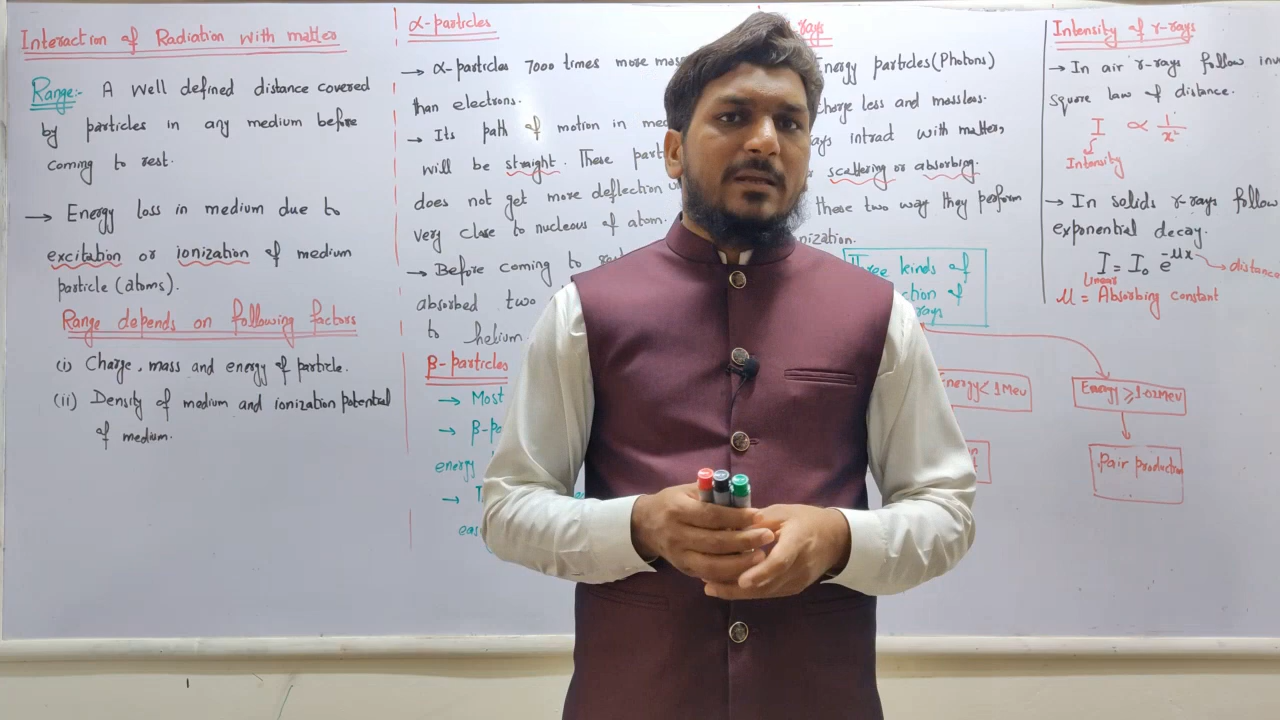 Interaction of Radiation with matter
Range:- A well defined distance covered
by particles in any medium before
coming to rest.
→ Energy loss in medium due to
excitation or ionization of medium
particle (atoms).
Range depends on following factors
(i) Charge, mass and energy of particle.
(ii) Density of medium and ionization potential
of medium.
α-particles
→ α-particles 7000 times more mas
than electrons.
→ Its path of motion in med
will be straight. These part
does not get more deflection
very close to nucleous of atom.
→ Before coming to
absorbed two
to helium
β-particles
→ Most
→ β-pa
energy
→ T
eas
rays
Energy particles (Photons)
charge less and massless.
ays intract with matter,
scattering or absorbing.
these two way they perform
nization.
Three kinds of
ction of
rays
Energy < 1 Mev
Energy ⩾ 1.02 Mev
Pair production
Intensity of γ-rays
→ In air γ-rays follow inv
square law of distance.
I ∝ 1/x²
Intensity
→ In solids γ-rays follow
exponential decay.
I = I₀ e^-μx → distance
Linear
μ = Absorbing constant